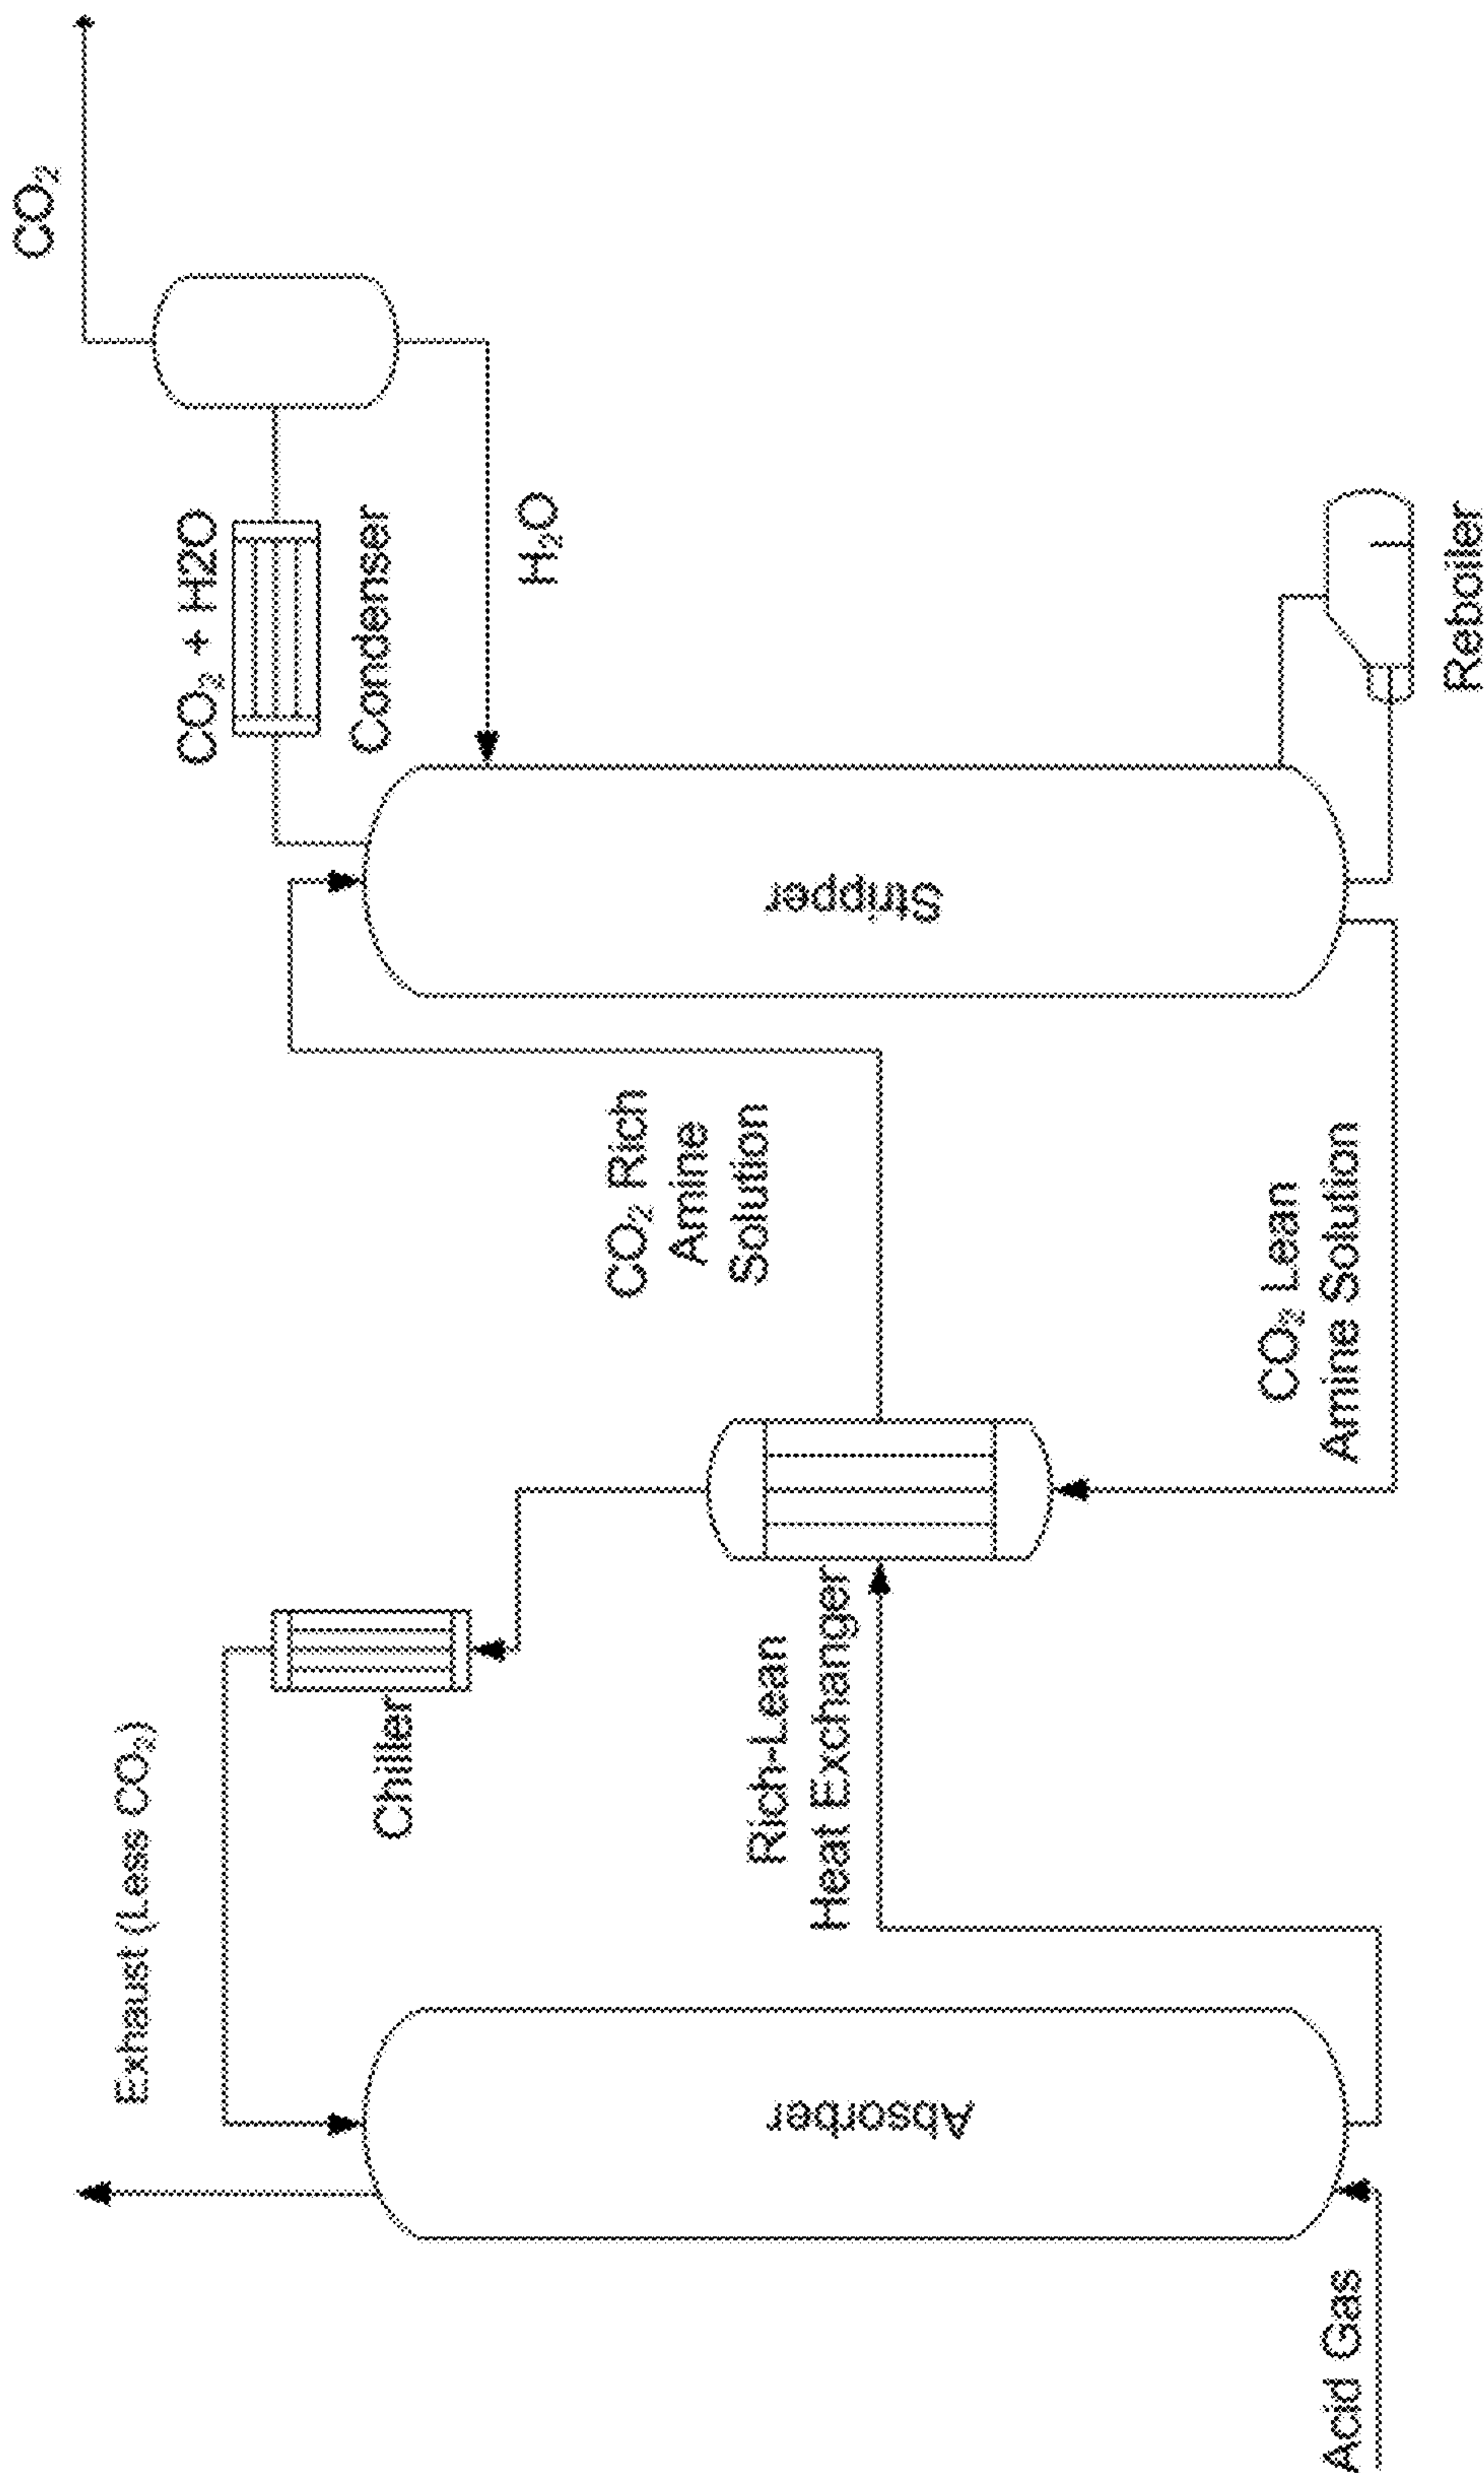 Exhaust (Less CO₂)
CO₂
CO₂ + H2O
Condenser
Chiller
H₂O
CO₂ Rich
Amine
Solution
Rich-Lean
Heat Exchanger
Absorber
Stripper
CO₂ Lean
Amine Solution
Acid Gas
Reboiler